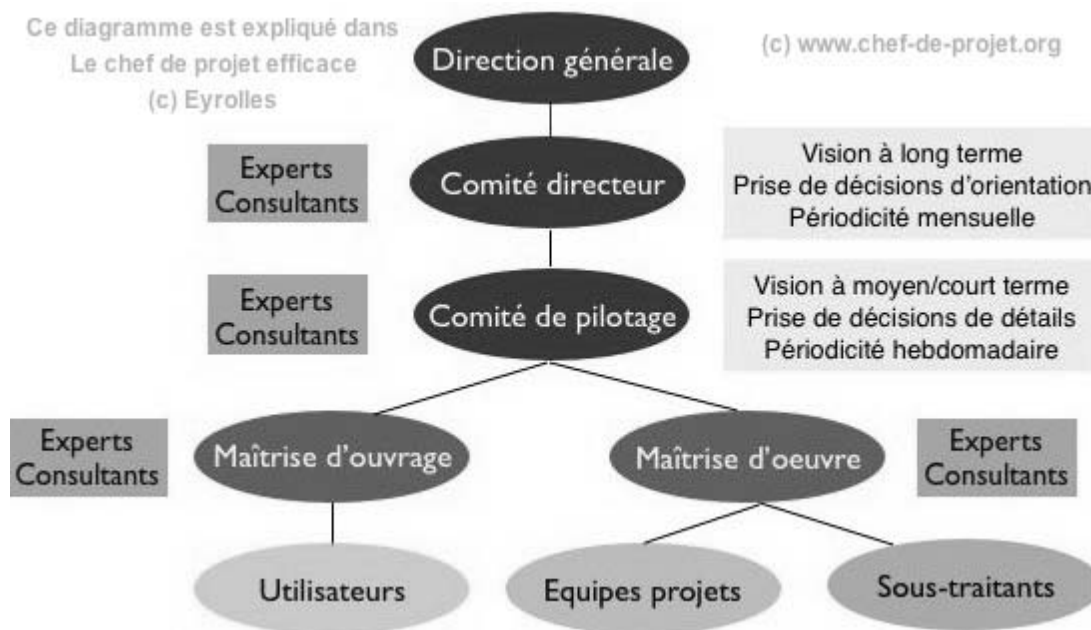 Ce diagramme est expliqué dans
Le chef de projet efficace
(c) Eyrolles
Direction générale
(c) www.chef-de-projet.org
Experts
Consultants
Comité directeur
Vision à long terme
Prise de décisions d'orientation
Périodicité mensuelle
Experts
Consultants
Comité de pilotage
Vision à moyen/court terme
Prise de décisions de détails
Périodicité hebdomadaire
Experts
Consultants
Maîtrise d'ouvrage
Maîtrise d'oeuvre
Experts
Consultants
Utilisateurs
Equipes projets
Sous-traitants